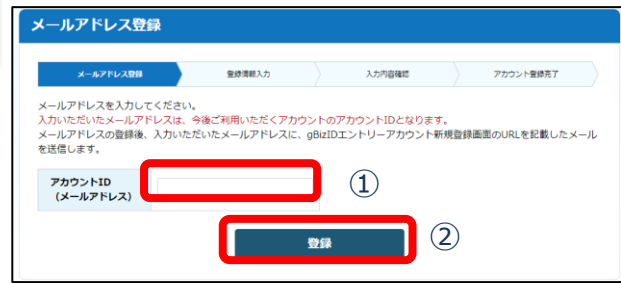 メールアドレス登録
メールアドレス登録 登録情報入力 入力内容確認 アカウント登録完了
メールアドレスを入力してください。
入力いただいたメールアドレスは、今後ご利用いただくアカウントのアカウントIDとなります。
メールアドレスの登録後、入力いただいたメールアドレスに、gBizIDエントリーアカウント新規登録画面のURLを記載したメール
を送信します。
アカウントID
（メールアドレス）
①
登録
②